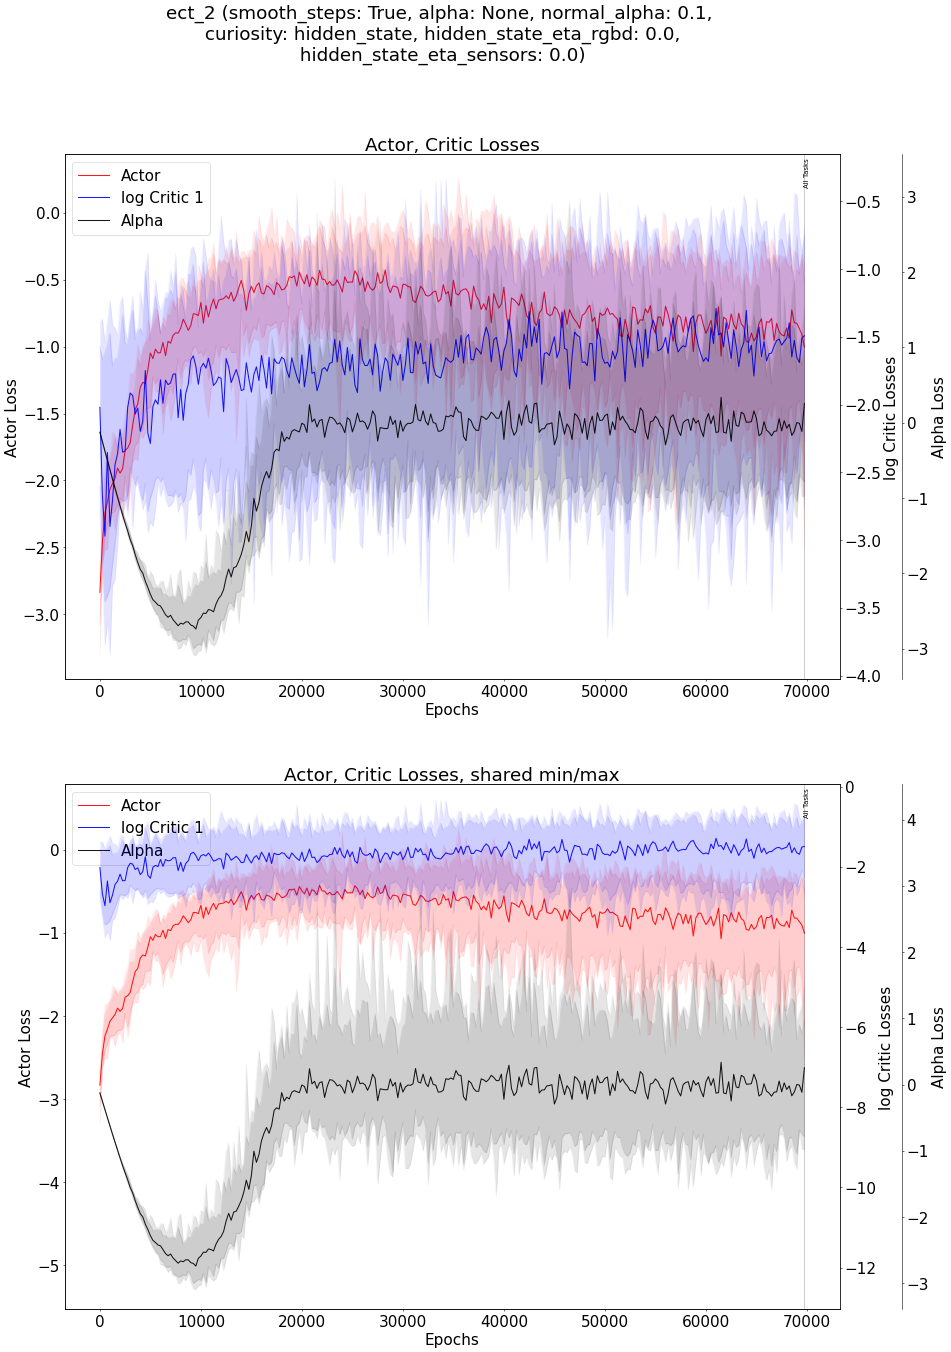 ect_2 (smooth_steps: True, alpha: None, normal_alpha: 0.1,
curiosity: hidden_state, hidden_state_eta_rgbd: 0.0,
hidden_state_eta_sensors: 0.0)
Actor, Critic Losses
Actor
log Critic 1
Alpha
All Tasks
0.0
−0.5
−1.0
−1.5
−2.0
−2.5
−3.0
Actor Loss
−0.5
−1.0
−1.5
−2.0
−2.5
−3.0
−3.5
−4.0
log Critic Losses
3
2
1
0
−1
−2
−3
Alpha Loss
0 10000 20000 30000 40000 50000 60000 70000
Epochs
Actor, Critic Losses, shared min/max
Actor
log Critic 1
Alpha
All Tasks
0
−1
−2
−3
−4
−5
Actor Loss
0
−2
−4
−6
−8
−10
−12
log Critic Losses
4
3
2
1
0
−1
−2
−3
Alpha Loss
0 10000 20000 30000 40000 50000 60000 70000
Epochs